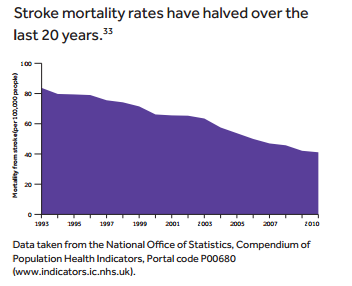 Stroke mortality rates have halved over the
last 20 years.33
Mortality from stroke (per 100,000 people)
100
80
60
40
20
0
1993 1995 1997 1999 2001 2003 2005 2007 2010
Data taken from the National Office of Statistics, Compendium of
Population Health Indicators, Portal code P00680
(www.indicators.ic.nhs.uk).